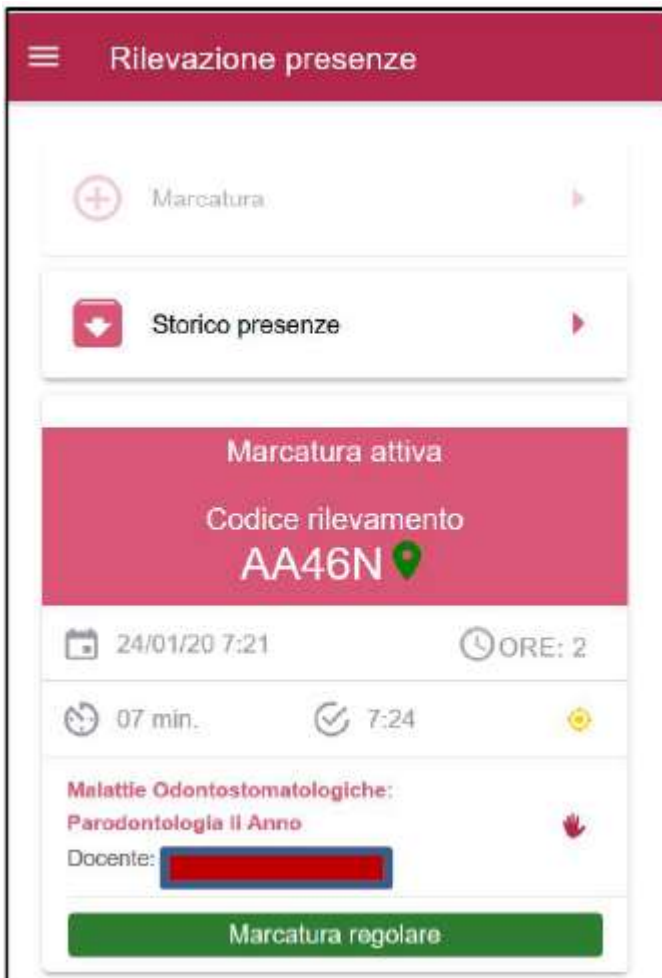 Rilevazione presenze
Marcatura
Storico presenze
Marcatura attiva
Codice rilevamento
AA46N
24/01/20 7:21 ORE: 2
07 min. 7:24
Malattie Odontostomatologiche:
Parodontologia II Anno
Docente:
Marcatura regolare